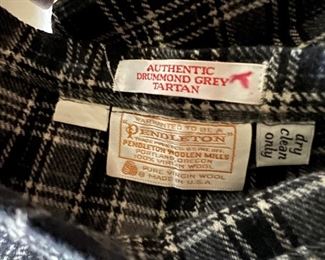 AUTHENTIC
DRUMMOND GREY
TARTAN
"WARRANTED TO BE A
PENDLETON"
PENDLETON WOOLEN MILLS
PORTLAND, OREGON
100% VIRGIN WOOL
PURE VIRGIN WOOL
MADE IN U.S.A.
dry
clean
only